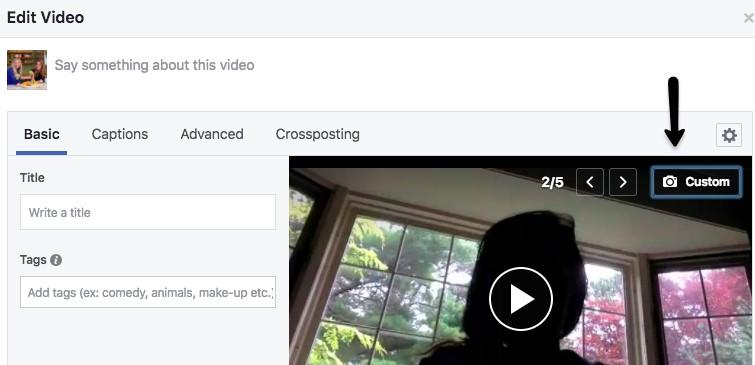 Edit Video
Say something about this video
Basic Captions Advanced Crossposting
Title
Write a title
Tags
Add tags (ex: comedy, animals, make-up etc.)
2/5
Custom